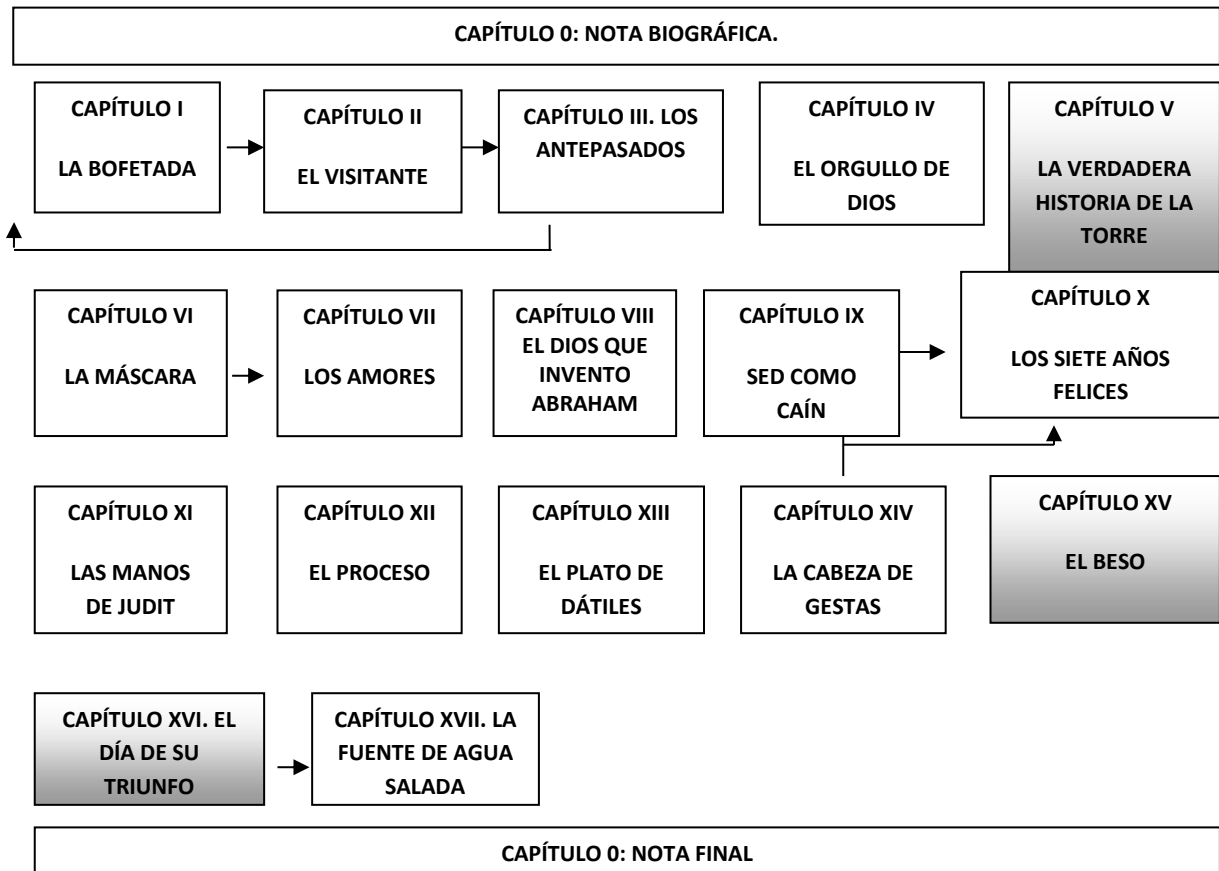 CAPÍTULO 0: NOTA BIOGRÁFICA.
CAPÍTULO I
LA BOFETADA
CAPÍTULO II
EL VISITANTE
CAPÍTULO III. LOS
ANTEPASADOS
CAPÍTULO IV
EL ORGULLO DE
DIOS
CAPÍTULO V
LA VERDADERA
HISTORIA DE LA
TORRE
CAPÍTULO VI
LA MÁSCARA
CAPÍTULO VII
LOS AMORES
CAPÍTULO VIII
EL DIOS QUE
INVENTO
ABRAHAM
CAPÍTULO IX
SED COMO
CAÍN
CAPÍTULO X
LOS SIETE AÑOS
FELICES
CAPÍTULO XI
LAS MANOS
DE JUDIT
CAPÍTULO XII
EL PROCESO
CAPÍTULO XIII
EL PLATO DE
DÁTILES
CAPÍTULO XIV
LA CABEZA DE
GESTAS
CAPÍTULO XV
EL BESO
CAPÍTULO XVI. EL
DÍA DE SU
TRIUNFO
CAPÍTULO XVII. LA
FUENTE DE AGUA
SALADA
CAPÍTULO 0: NOTA FINAL